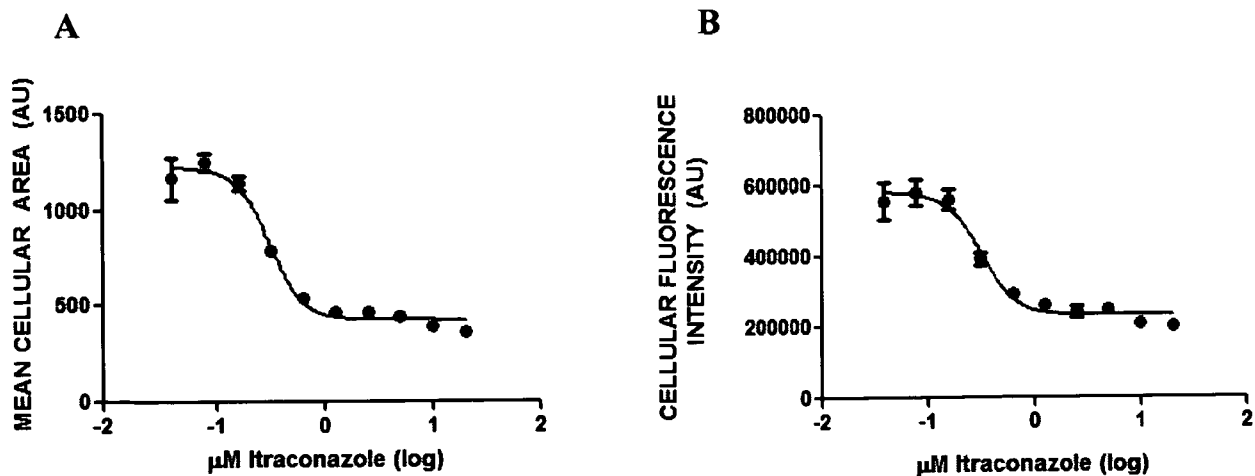 A
B
MEAN CELLULAR AREA (AU)
1500
1000
500
0
-2
-1
0
1
2
µM Itraconazole (log)
CELLULAR FLUORESCENCE
INTENSITY (AU)
800000
600000
400000
200000
0
-2
-1
0
1
2
µM Itraconazole (log)